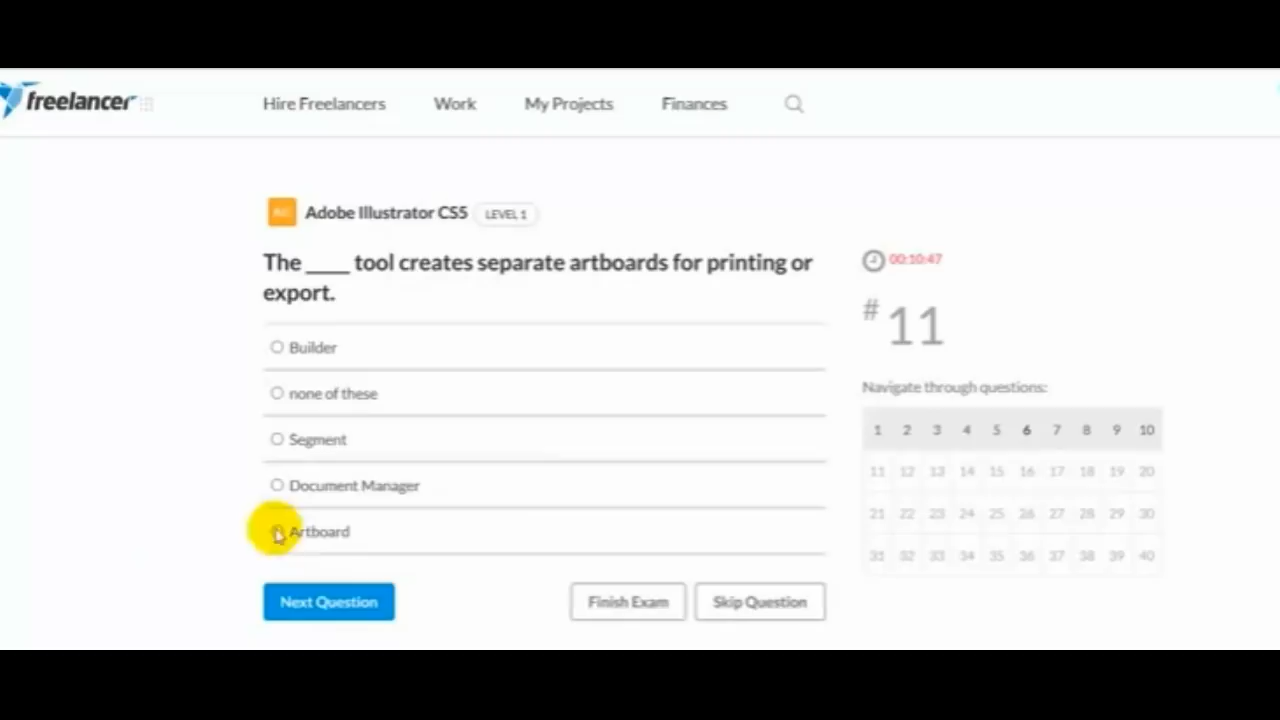 freelancer
Hire Freelancers Work My Projects Finances
Adobe Illustrator CS5 LEVEL 1
The ____ tool creates separate artboards for printing or
export.
00:10:47
# 11
Builder
none of these
Segment
Document Manager
Artboard
Navigate through questions:
1 2 3 4 5 6 7 8 9 10
11 12 13 14 15 16 17 18 19 20
21 22 23 24 25 26 27 28 29 30
31 32 33 34 35 36 37 38 39 40
Next Question Finish Exam Skip Question